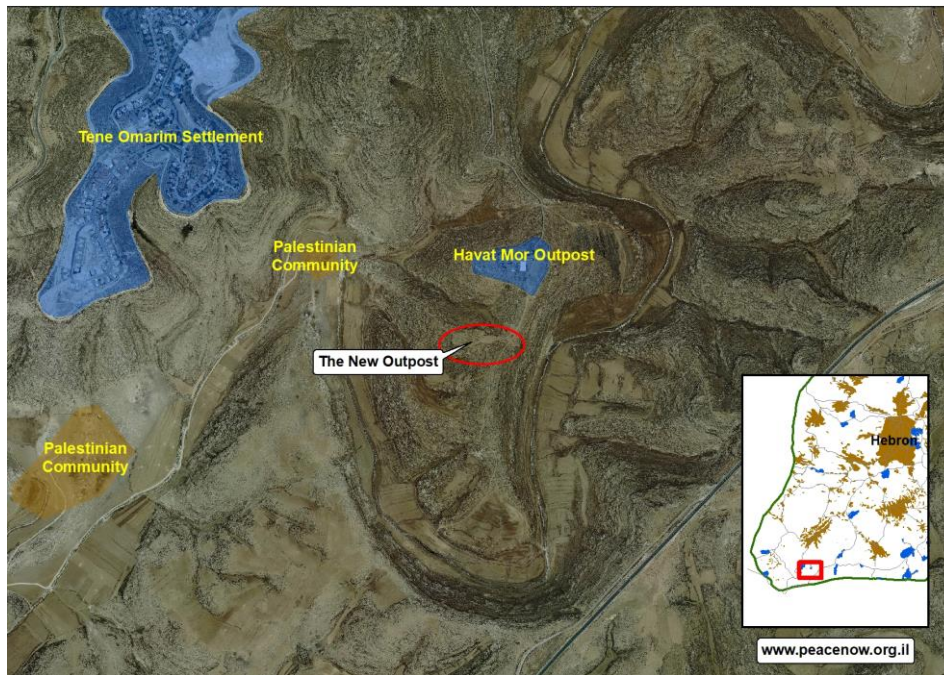 Tene Omarim Settlement
Palestinian
Community
Havat Mor Outpost
The New Outpost
Palestinian
Community
Hebron
www.peacenow.org.il